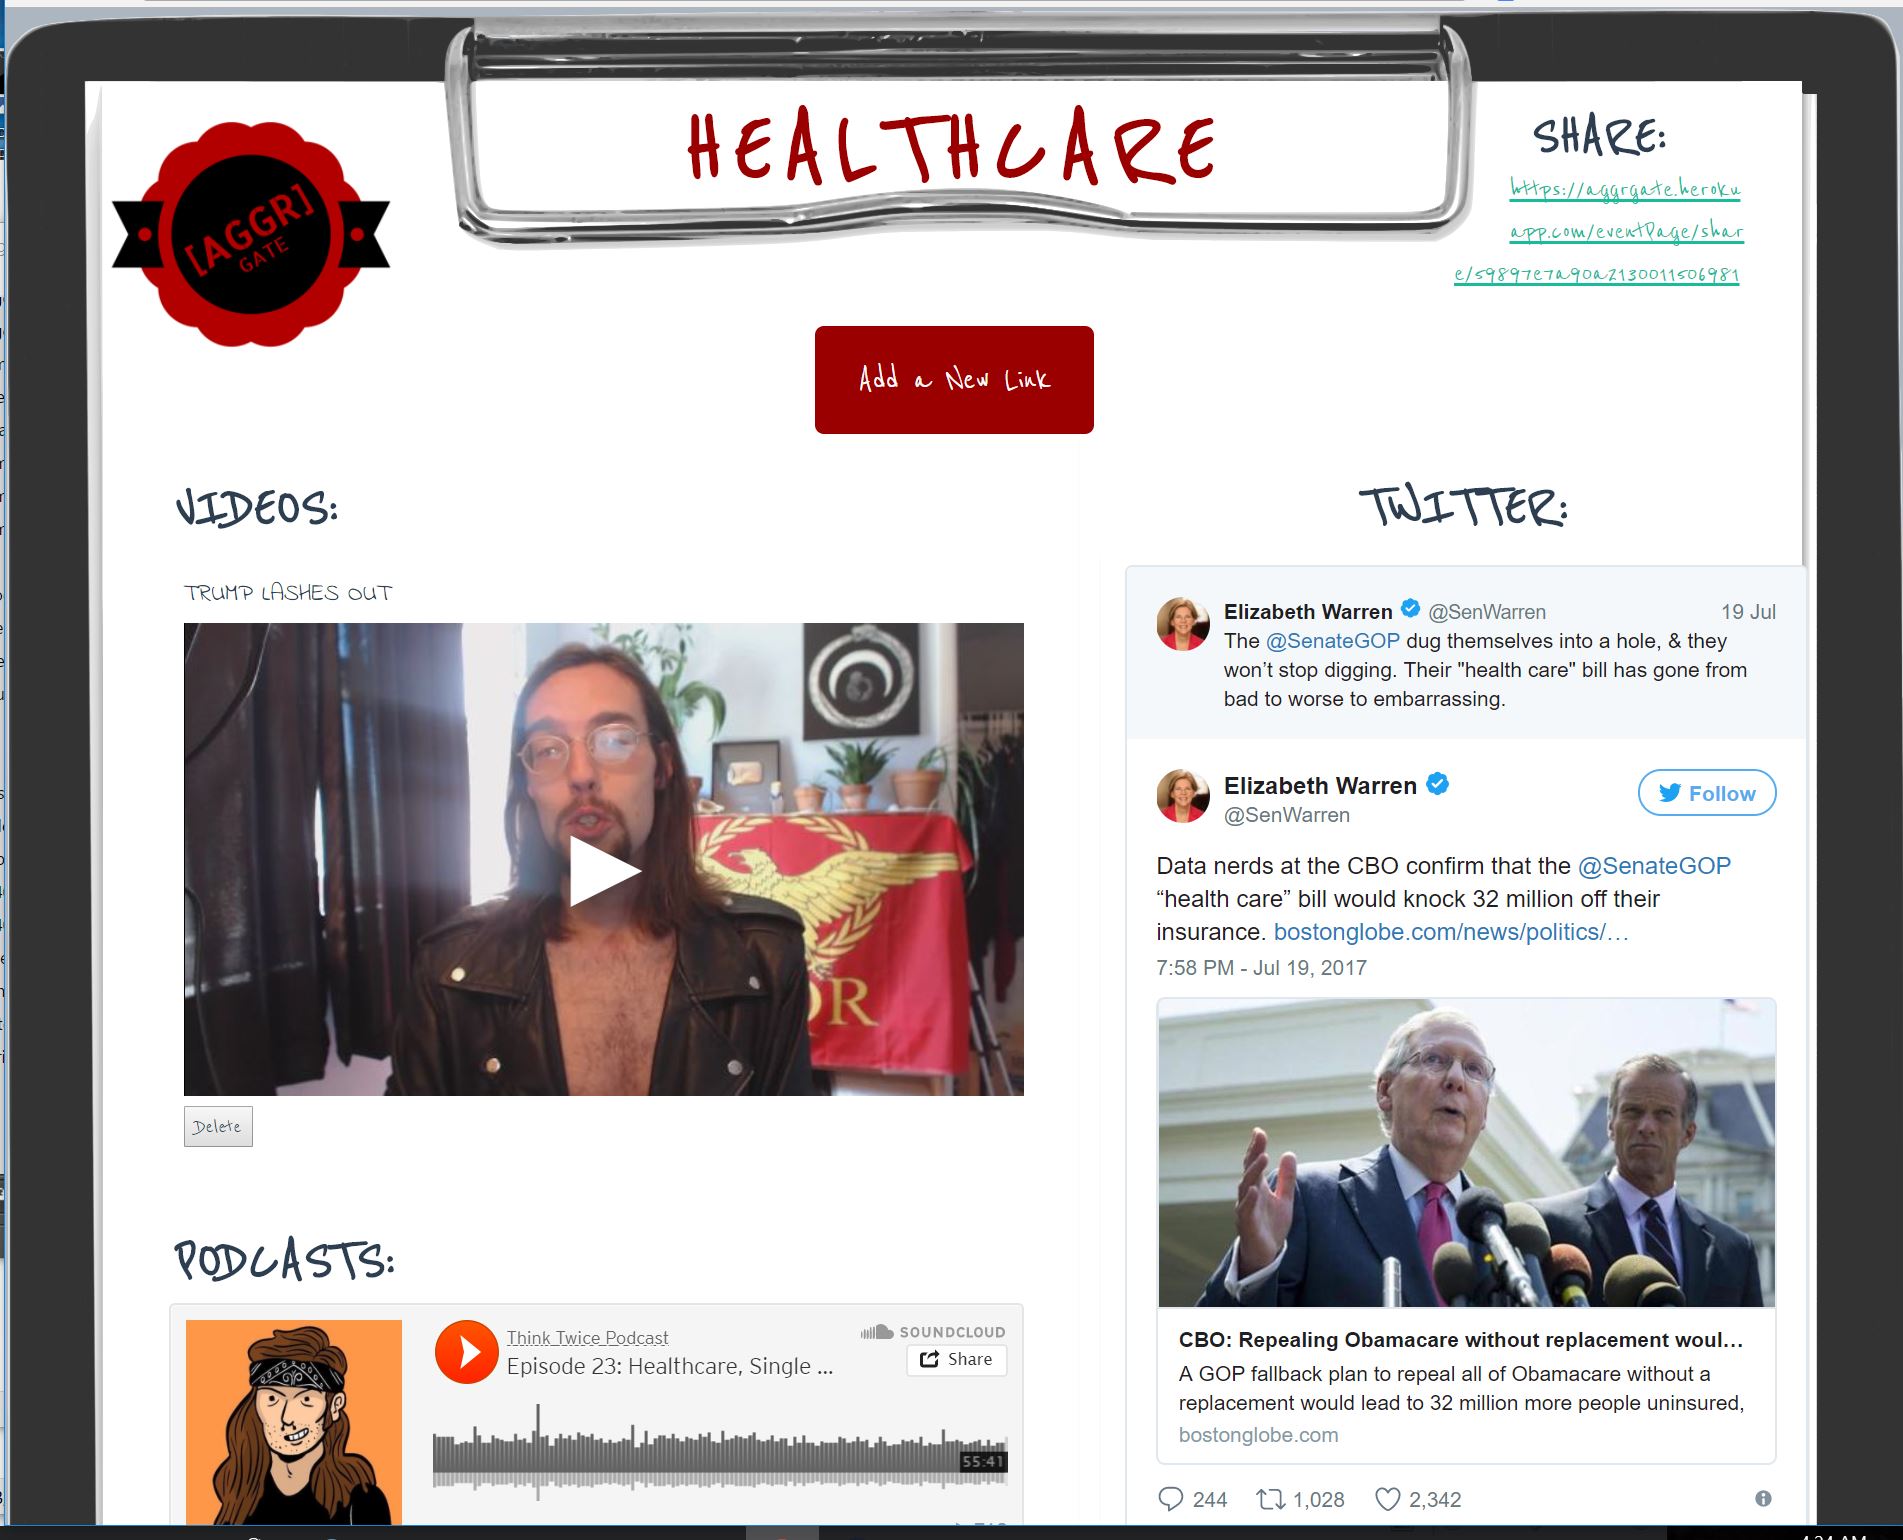 HEALTHCARE
[AGGR]
GATE
SHARE:
https://aggrgate.heroku
app.com/eventPage/shar
e/59897e7a90a2130011506981
Add a New Link
VIDEOS:
TRUMP LASHES OUT
QR
Delete
PODCASTS:
Think Twice Podcast
Episode 23: Healthcare, Single ...
SOUNDCLOUD
Share
55:41
TWITTER:
Elizabeth Warren @SenWarren 19 Jul
The @SenateGOP dug themselves into a hole, & they
won’t stop digging. Their "health care" bill has gone from
bad to worse to embarrassing.
Elizabeth Warren
@SenWarren
Follow
Data nerds at the CBO confirm that the @SenateGOP
“health care” bill would knock 32 million off their
insurance. bostonglobe.com/news/politics/…
7:58 PM - Jul 19, 2017
CBO: Repealing Obamacare without replacement woul...
A GOP fallback plan to repeal all of Obamacare without a
replacement would lead to 32 million more people uninsured,
bostonglobe.com
244 1,028 2,342